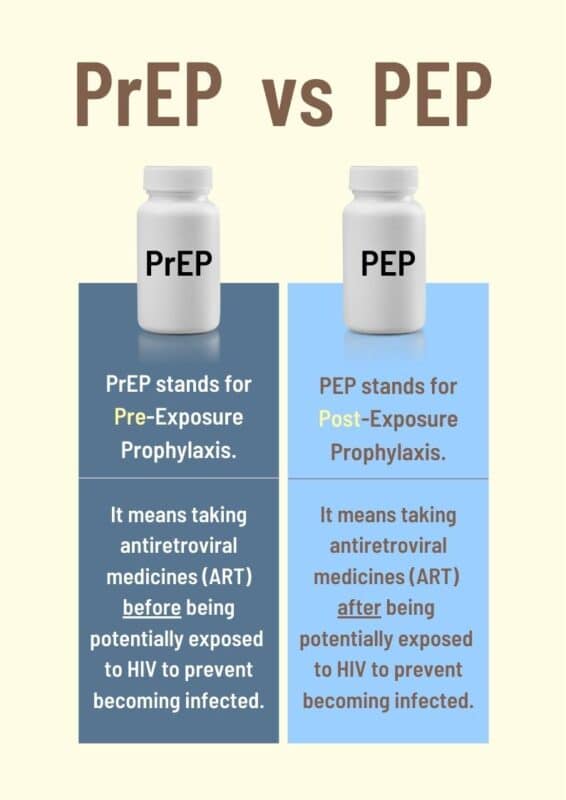 PrEP vs PEP
PrEP
PEP
PrEP stands for
Pre-Exposure
Prophylaxis.
It means taking
antiretroviral
medicines (ART)
before being
potentially exposed
to HIV to prevent
becoming infected.
PEP stands for
Post-Exposure
Prophylaxis.
It means taking
antiretroviral
medicines (ART)
after being
potentially exposed
to HIV to prevent
becoming infected.